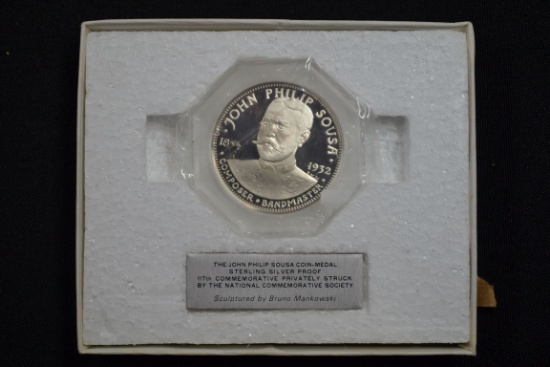 JOHN PHILIP SOUSA
1854 1932
COMPOSER • BANDMASTER
THE JOHN PHILIP SOUSA COIN-MEDAL
STERLING SILVER PROOF
11TH COMMEMORATIVE PRIVATELY STRUCK
BY THE NATIONAL COMMEMORATIVE SOCIETY
Sculptured by Bruno Mankowski